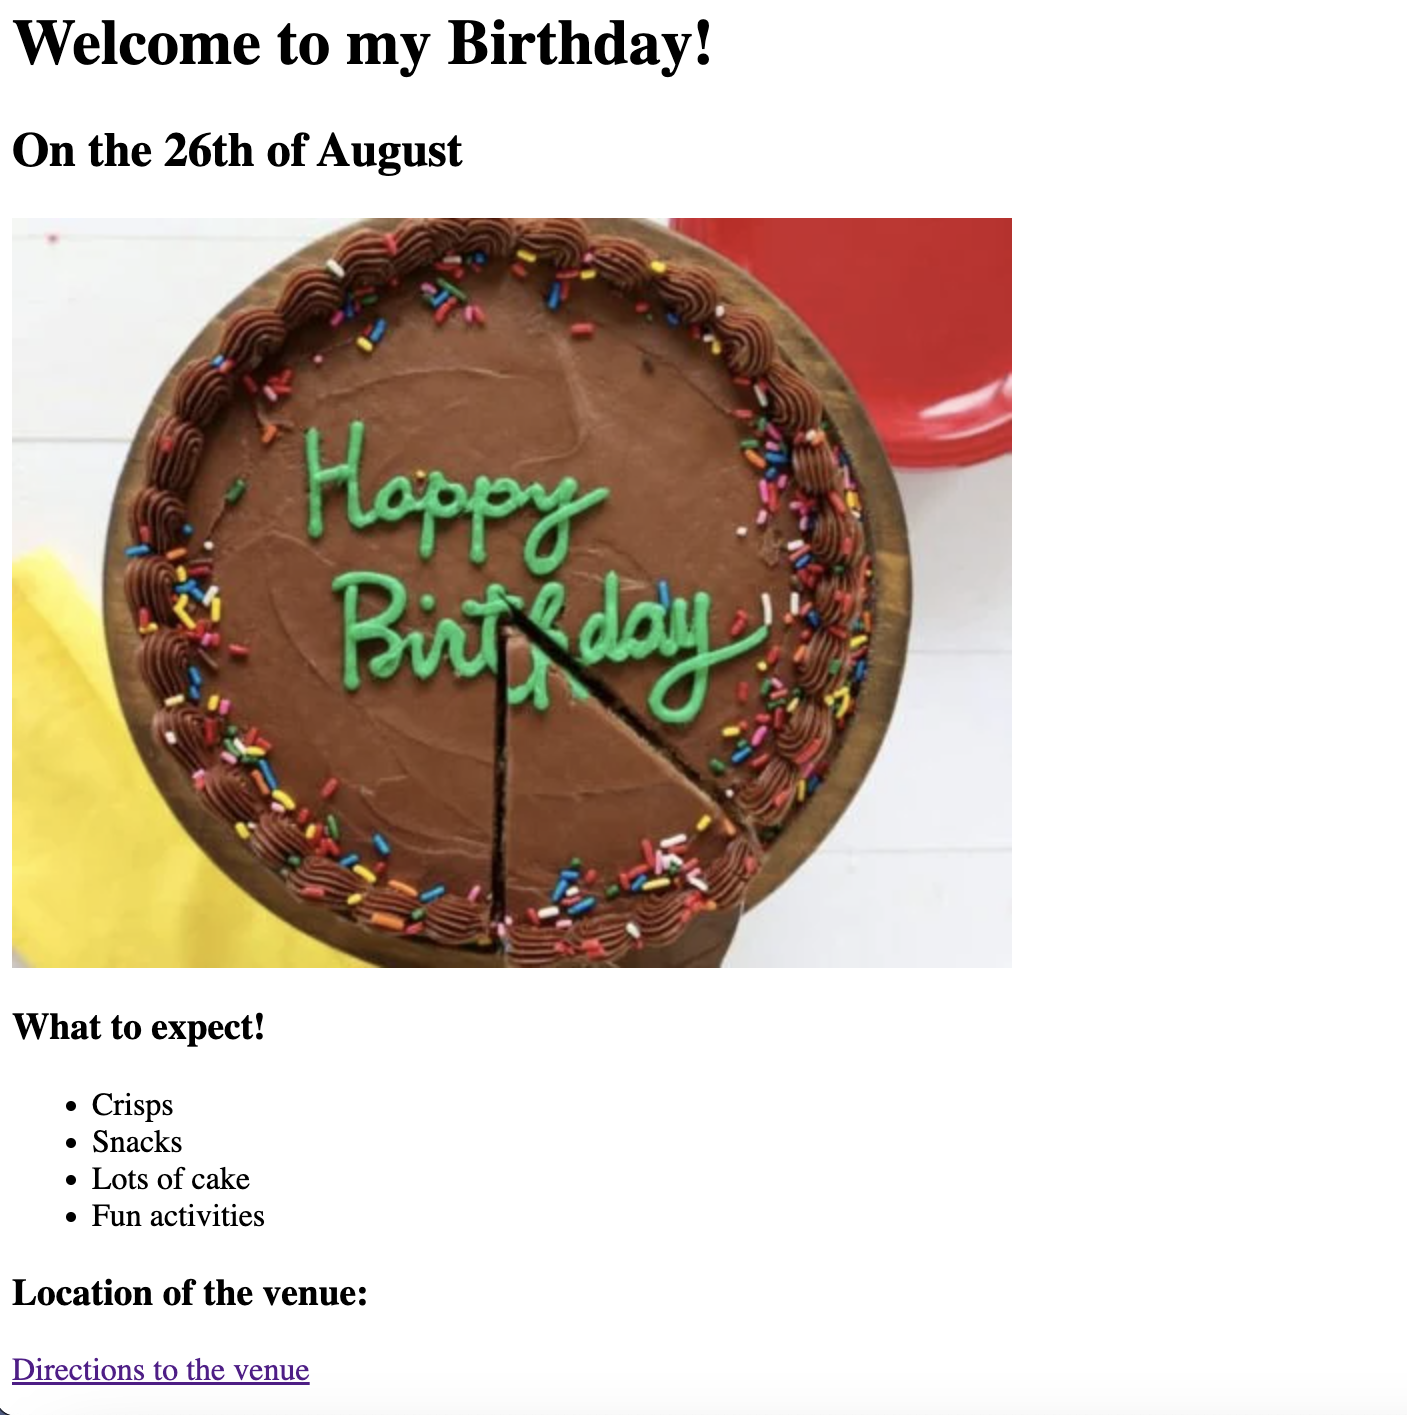 Welcome to my Birthday!
On the 26th of August
Happy
Birthday
What to expect!
Crisps
Snacks
Lots of cake
Fun activities
Location of the venue:
Directions to the venue